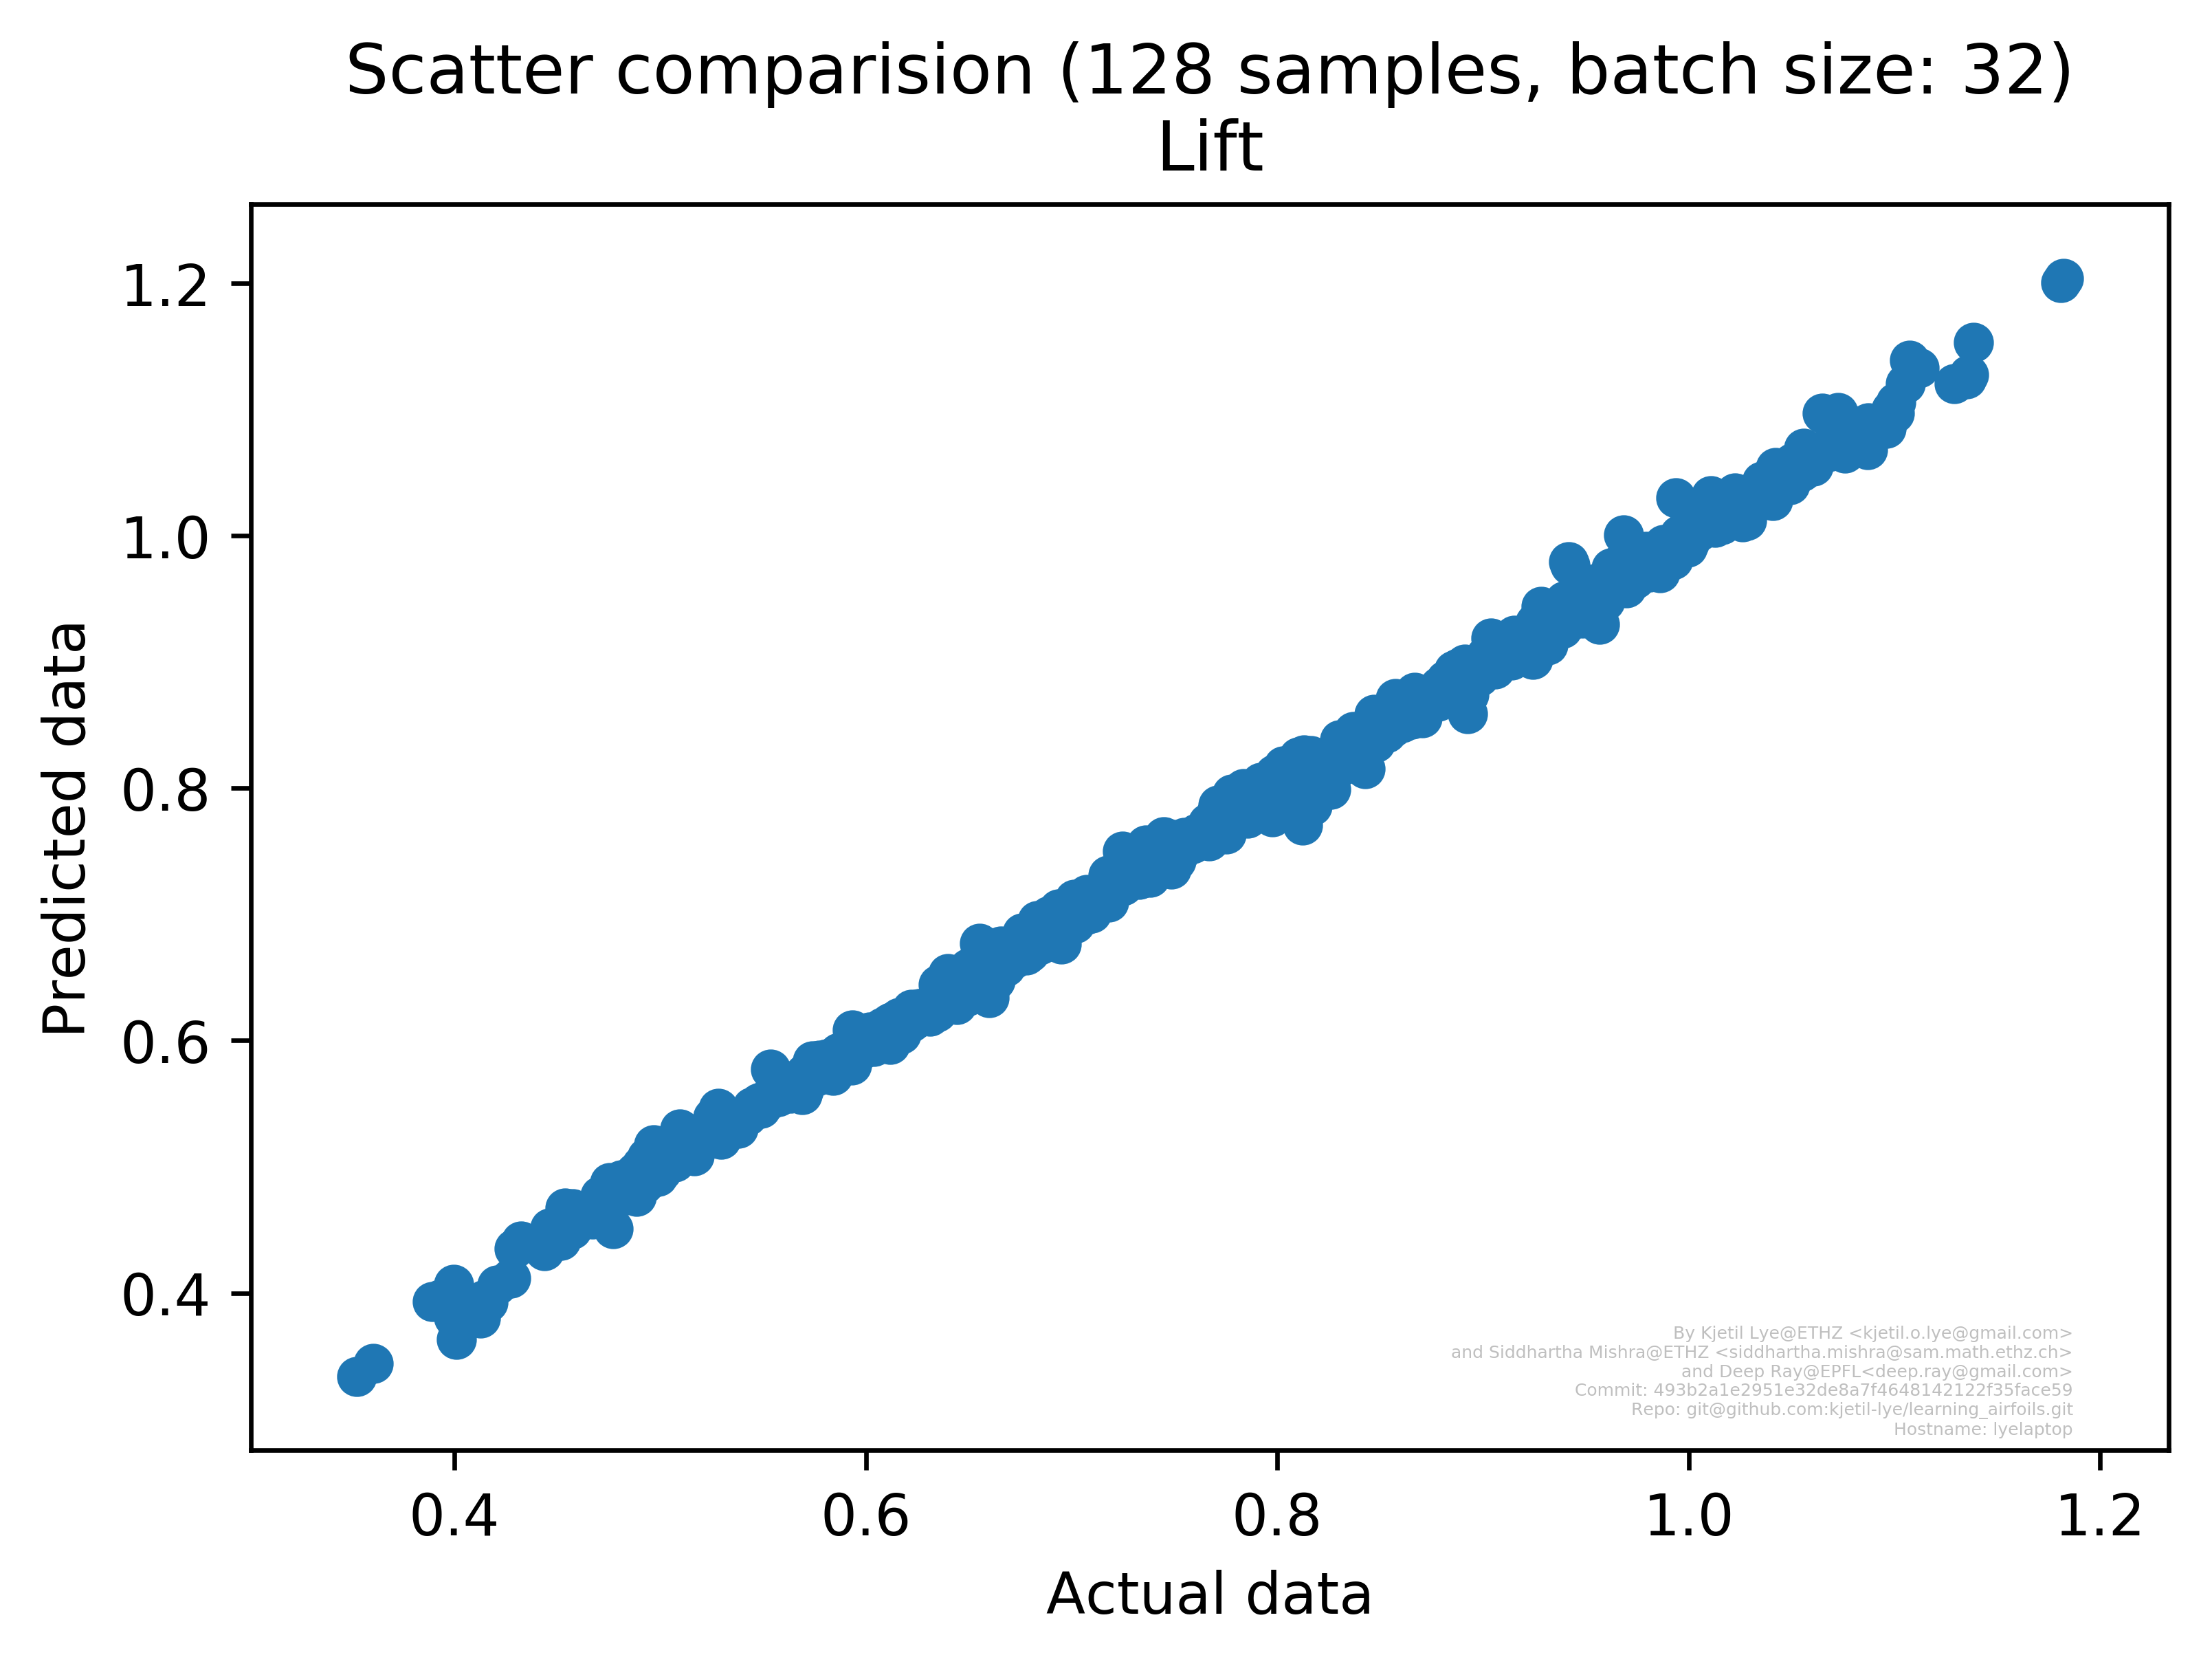 Scatter comparision (128 samples, batch size: 32)
Lift
1.2
1.0
0.8
0.6
0.4
Predicted data
By Kjetil Lye@ETHZ <kjetil.o.lye@gmail.com>
and Siddhartha Mishra@ETHZ <siddhartha.mishra@sam.math.ethz.ch>
and Deep Ray@EPFL<deep.ray@gmail.com>
Commit: 493b2a1e2951e32de8a7f4648142122f35face59
Repo: git@github.com:kjetil-lye/learning_airfoils.git
Hostname: lyelaptop
0.4 0.6 0.8 1.0 1.2
Actual data